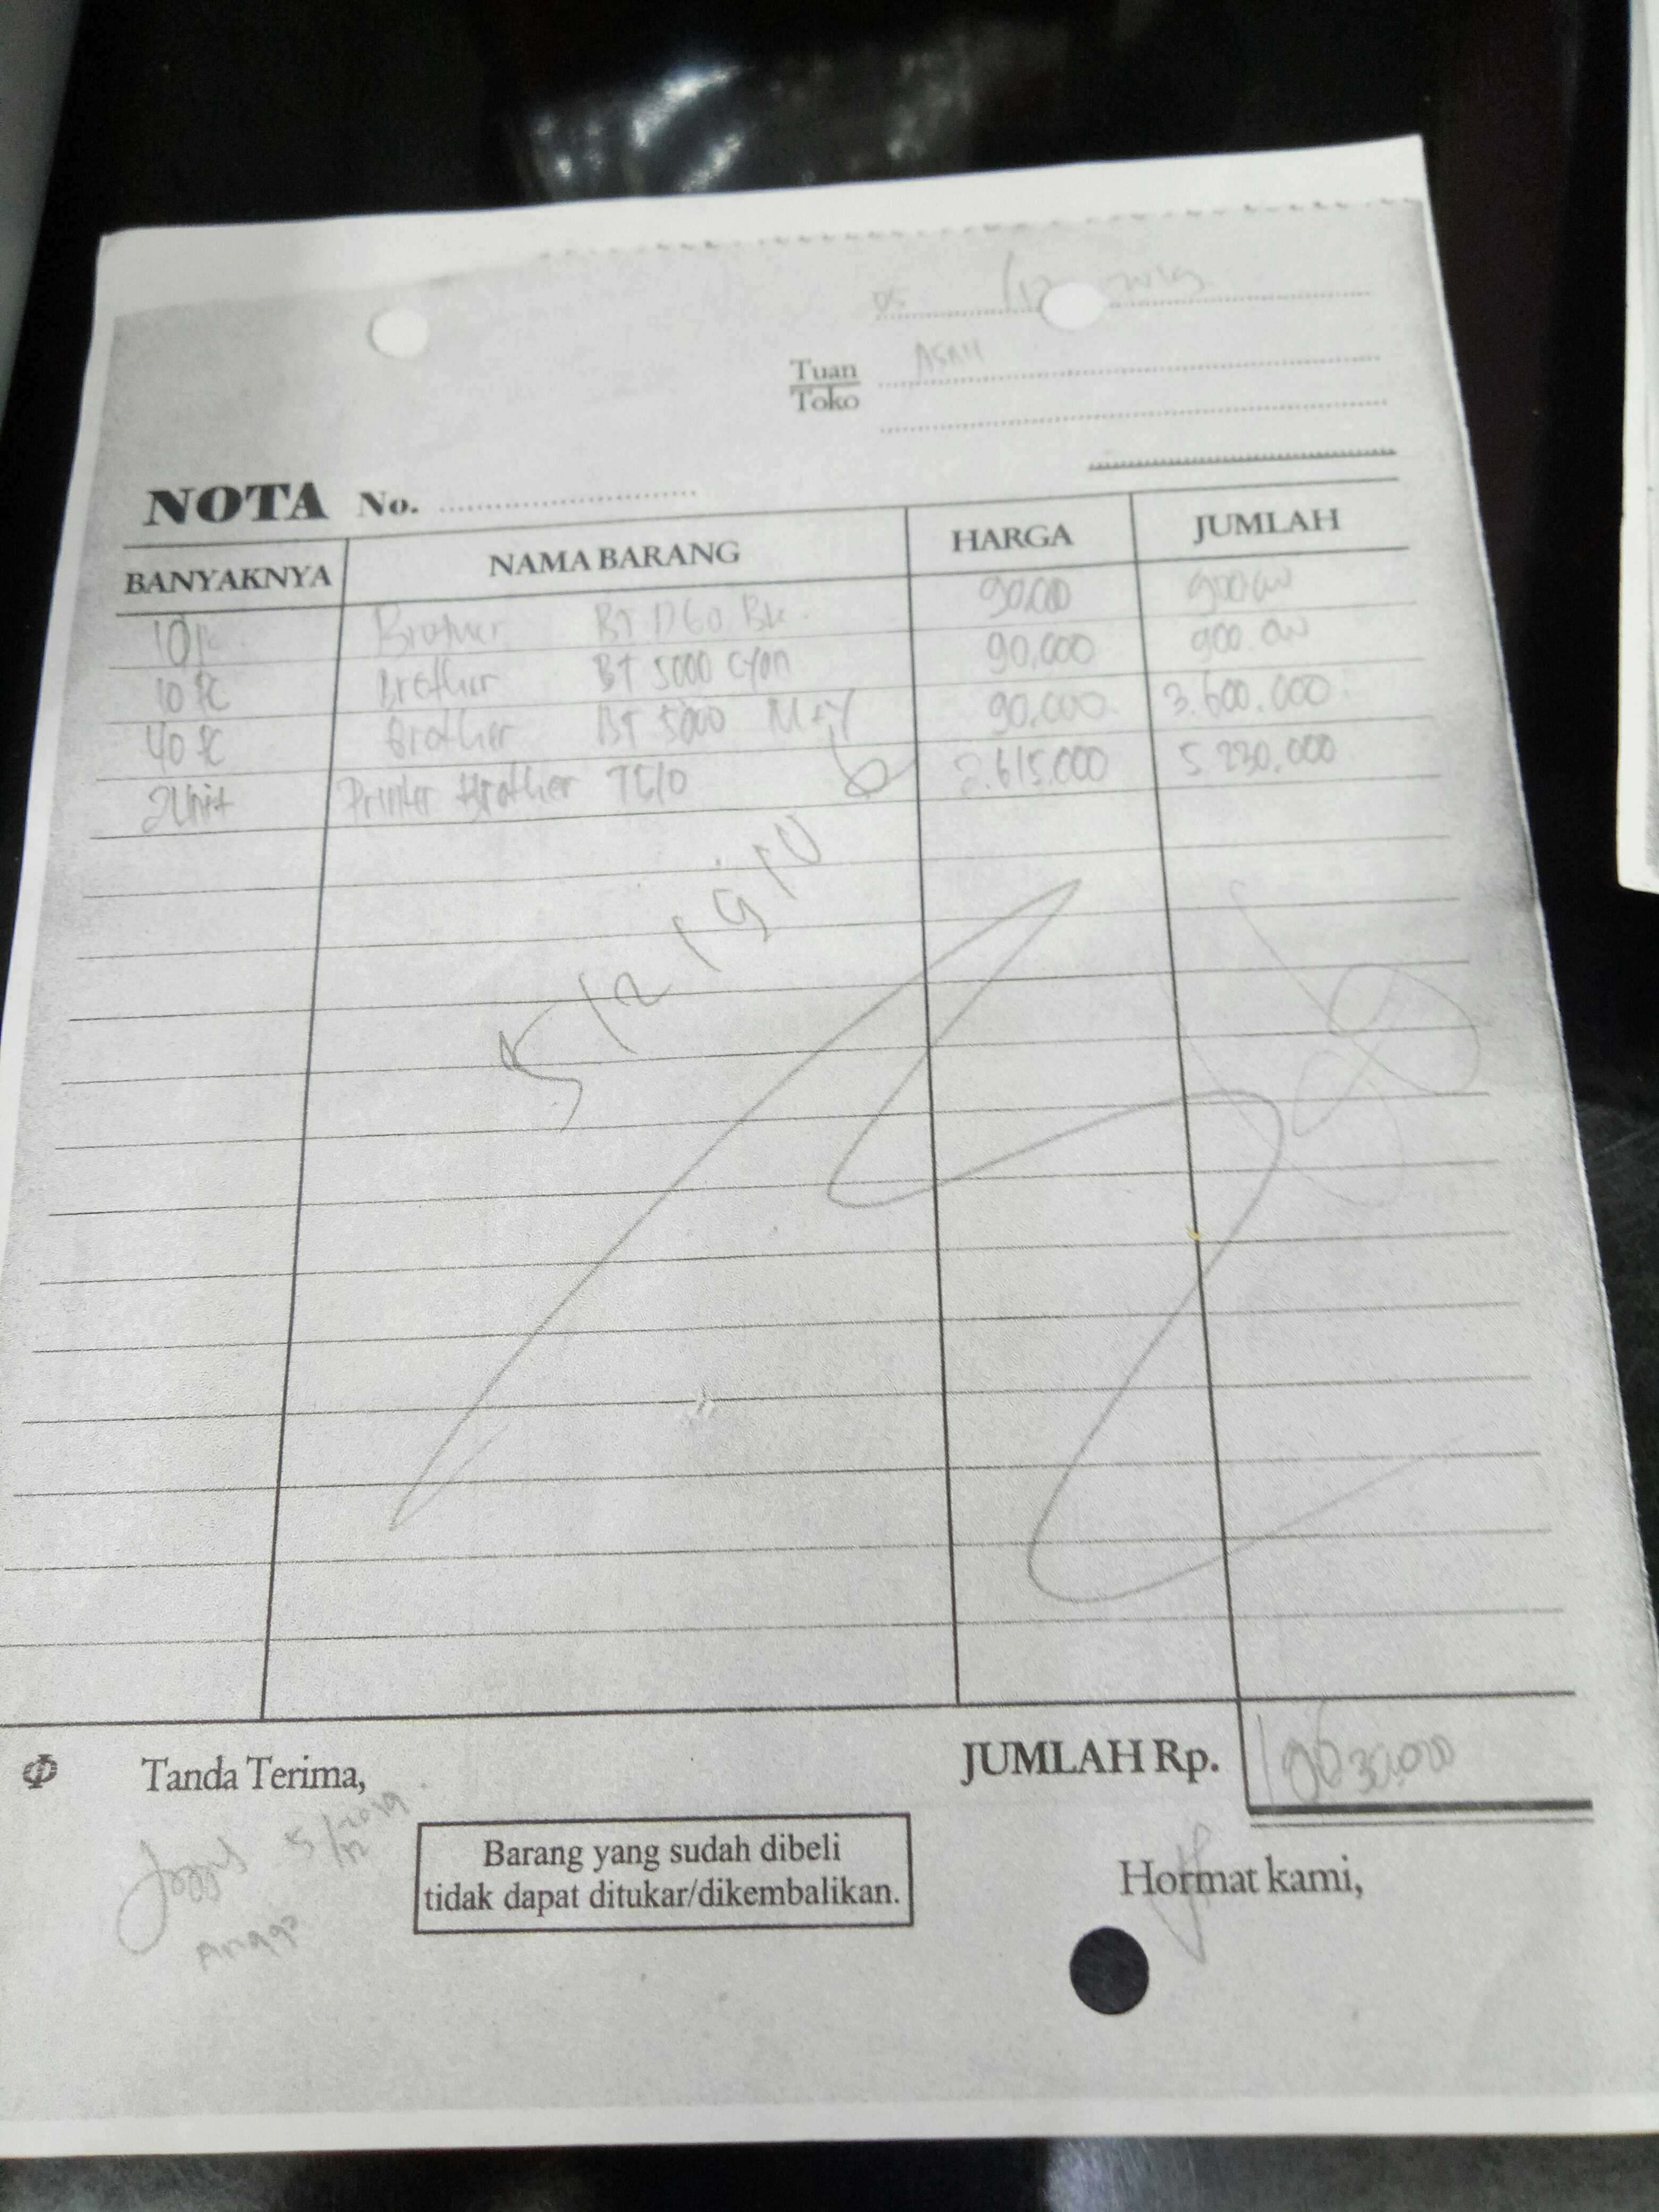 05 /12 2019
Tuan
Toko
NOTA No.
BANYAKNYA NAMA BARANG HARGA JUMLAH
10 Brother BT D60 Bk. 90.000 900.000
10 PC Brother BT 5000 Cyan 90.000 900.000
40 PC Brother BT 5000 M+Y 90.000 3.600.000
2 Unit Printer Brother T510 2.615.000 5.230.000
Tanda Terima, JUMLAH Rp. 10.630.000
5/12 2019
Angga
Barang yang sudah dibeli
tidak dapat ditukar/dikembalikan.
Hormat kami,